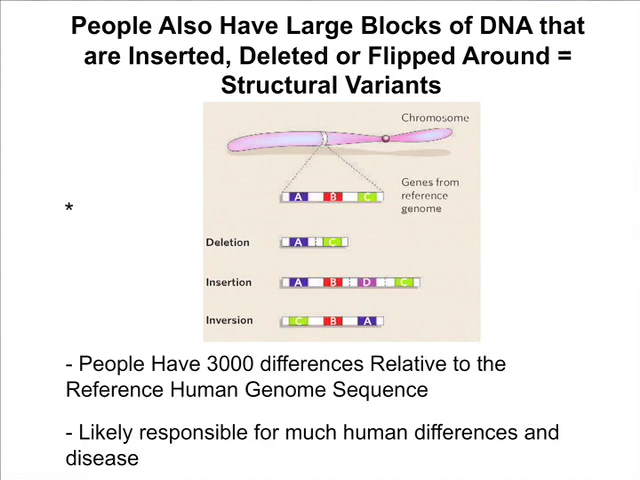 People Also Have Large Blocks of DNA that
are Inserted, Deleted or Flipped Around =
Structural Variants
Chromosome
Genes from
reference
genome
A B C
*
Deletion A C
Insertion A B D C
Inversion C B A
- People Have 3000 differences Relative to the
Reference Human Genome Sequence
- Likely responsible for much human differences and
disease